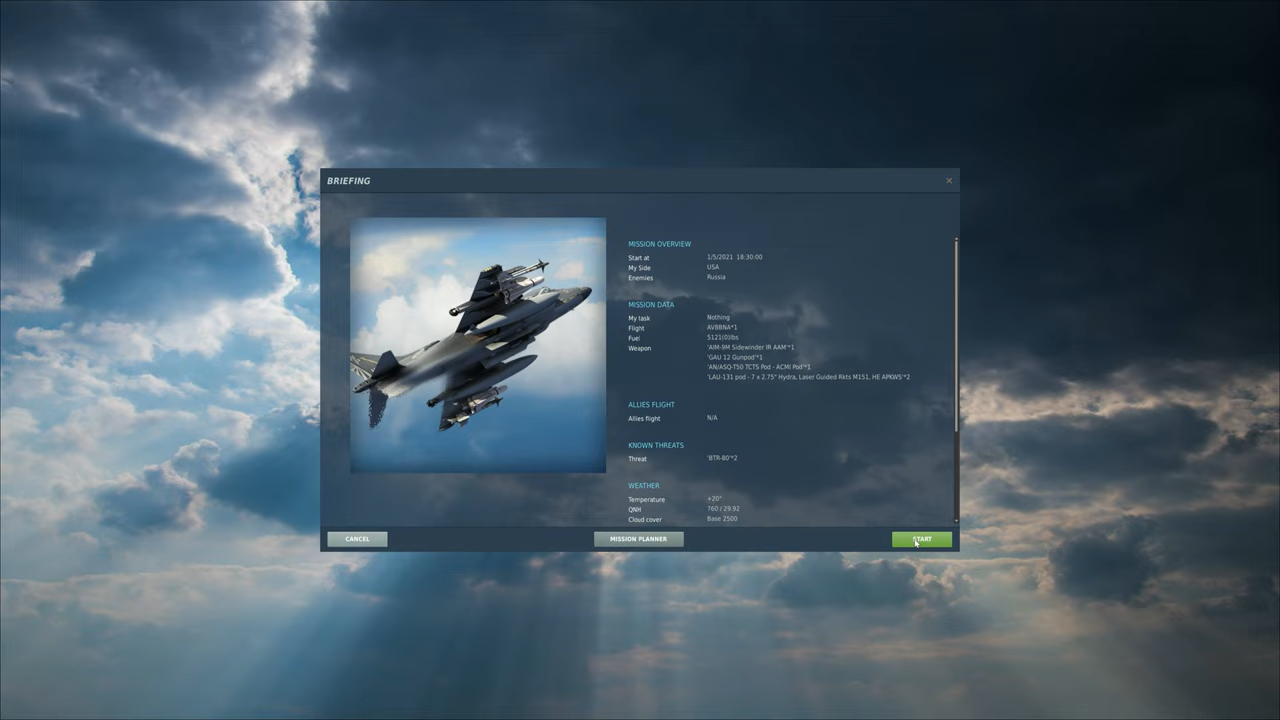 BRIEFING
MISSION OVERVIEW
Start at 1/5/2021 18:30:00
My Side USA
Enemies Russia
MISSION DATA
My task Nothing
Flight AV8BNA*1
Fuel 5121(0)lbs
Weapon 'AIM-9M Sidewinder IR AAM'*1
'GAU 12 Gunpod'*1
'AN/ASQ-T50 TCTS Pod - ACMI Pod'*1
'LAU-131 pod - 7 x 2.75" Hydra, Laser Guided Rkts M151, HE APKWS'*2
ALLIES FLIGHT
Allies flight N/A
KNOWN THREATS
Threat 'BTR-80'*2
WEATHER
Temperature +20°
QNH 760 / 29.92
Cloud cover Base 2500
CANCEL MISSION PLANNER START